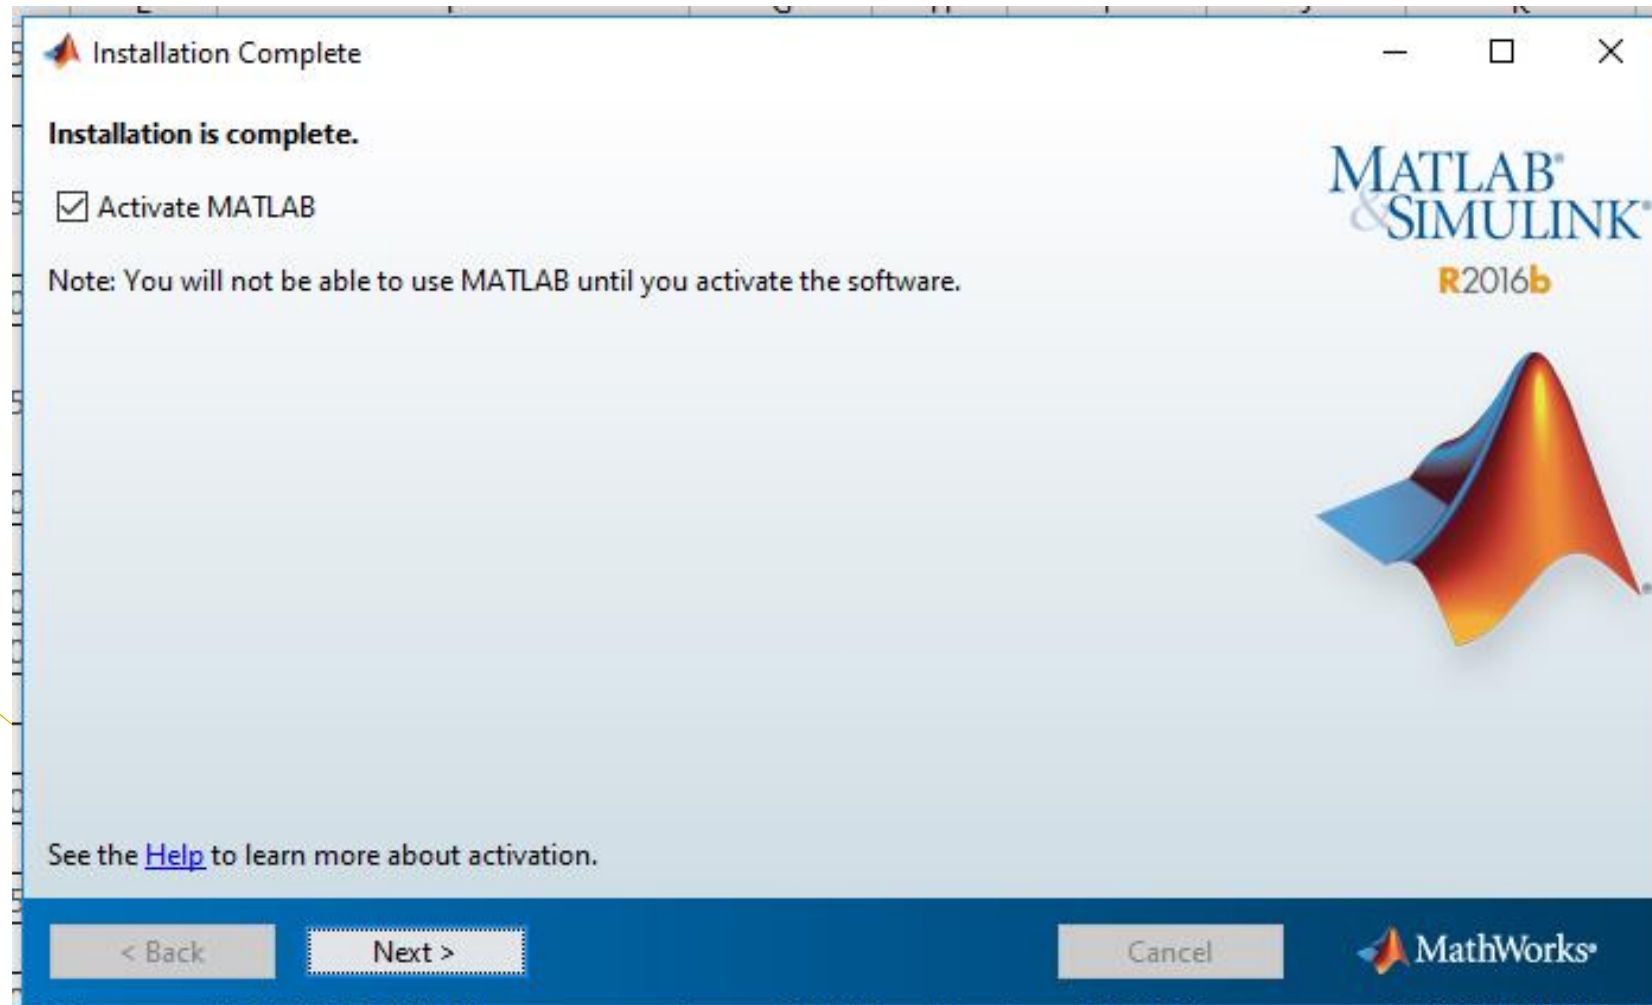 Installation Complete
Installation is complete.
Activate MATLAB
Note: You will not be able to use MATLAB until you activate the software.
MATLAB®
&SIMULINK®
R2016b
See the Help to learn more about activation.
< Back
Next >
Cancel
MathWorks®